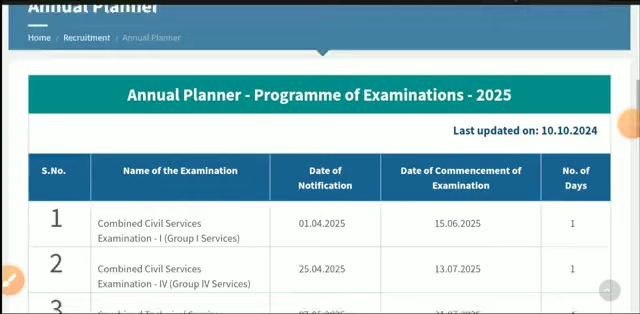 Annual Planner
Home / Recruitment / Annual Planner
Annual Planner - Programme of Examinations - 2025
Last updated on: 10.10.2024
S.No. Name of the Examination Date of Notification Date of Commencement of Examination No. of Days
1 Combined Civil Services Examination - I (Group I Services) 01.04.2025 15.06.2025 1
2 Combined Civil Services Examination - IV (Group IV Services) 25.04.2025 13.07.2025 1
3